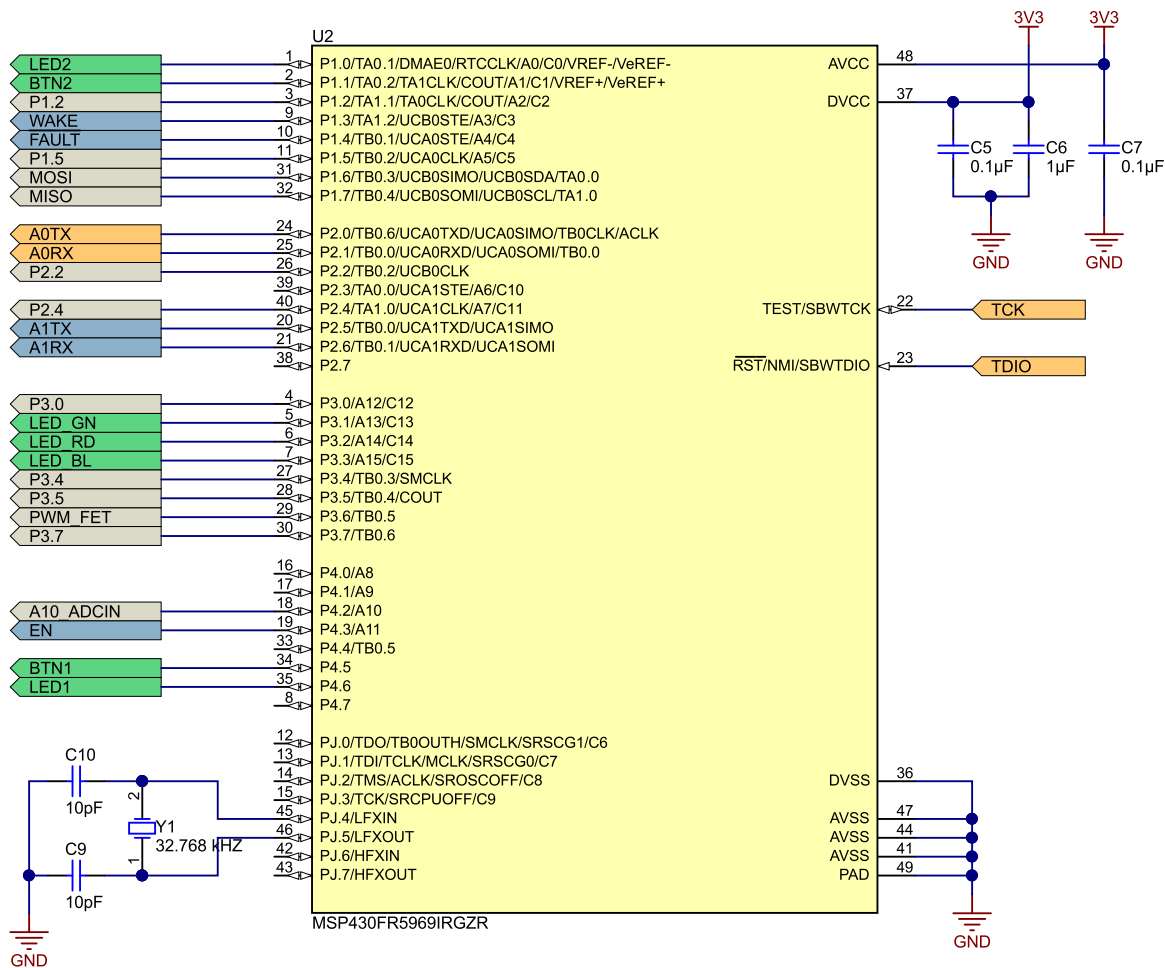 U2
3V3 3V3
LED2 1 P1.0/TA0.1/DMAE0/RTCCLK/A0/C0/VREF-/VeREF- AVCC 48
BTN2 2 P1.1/TA0.2/TA1CLK/COUT/A1/C1/VREF+/VeREF+
P1.2 3 P1.2/TA1.1/TA0CLK/COUT/A2/C2 DVCC 37
WAKE 9 P1.3/TA1.2/UCB0STE/A3/C3
FAULT 10 P1.4/TB0.1/UCA0STE/A4/C4
P1.5 11 P1.5/TB0.2/UCA0CLK/A5/C5
MOSI 31 P1.6/TB0.3/UCB0SIMO/UCB0SDA/TA0.0
MISO 32 P1.7/TB0.4/UCB0SOMI/UCB0SCL/TA1.0
C5 C6 C7
0.1µF 1µF 0.1µF
GND GND
A0TX 24 P2.0/TB0.6/UCA0TXD/UCA0SIMO/TB0CLK/ACLK
A0RX 25 P2.1/TB0.0/UCA0RXD/UCA0SOMI/TB0.0
P2.2 26 P2.2/TB0.2/UCB0CLK
39 P2.3/TA0.0/UCA1STE/A6/C10
P2.4 40 P2.4/TA1.0/UCA1CLK/A7/C11 TEST/SBWTCK 22 TCK
A1TX 20 P2.5/TB0.0/UCA1TXD/UCA1SIMO
A1RX 21 P2.6/TB0.1/UCA1RXD/UCA1SOMI
38 P2.7 RST/NMI/SBWTDIO 23 TDIO
P3.0 4 P3.0/A12/C12
LED_GN 5 P3.1/A13/C13
LED_RD 6 P3.2/A14/C14
LED_BL 7 P3.3/A15/C15
P3.4 27 P3.4/TB0.3/SMCLK
P3.5 28 P3.5/TB0.4/COUT
PWM_FET 29 P3.6/TB0.5
P3.7 30 P3.7/TB0.6
16 P4.0/A8
17 P4.1/A9
A10_ADCIN 18 P4.2/A10
EN 19 P4.3/A11
33 P4.4/TB0.5
BTN1 34 P4.5
LED1 35 P4.6
8 P4.7
12 PJ.0/TDO/TB0OUTH/SMCLK/SRSCG1/C6
13 PJ.1/TDI/TCLK/MCLK/SRSCG0/C7
14 PJ.2/TMS/ACLK/SROSCOFF/C8 DVSS 36
15 PJ.3/TCK/SRCPUOFF/C9
45 PJ.4/LFXIN AVSS 47
46 PJ.5/LFXOUT AVSS 44
42 PJ.6/HFXIN AVSS 41
43 PJ.7/HFXOUT PAD 49
C10
10pF
2
Y1
32.768 kHZ
1
C9
10pF
MSP430FR5969IRGZR
GND
GND